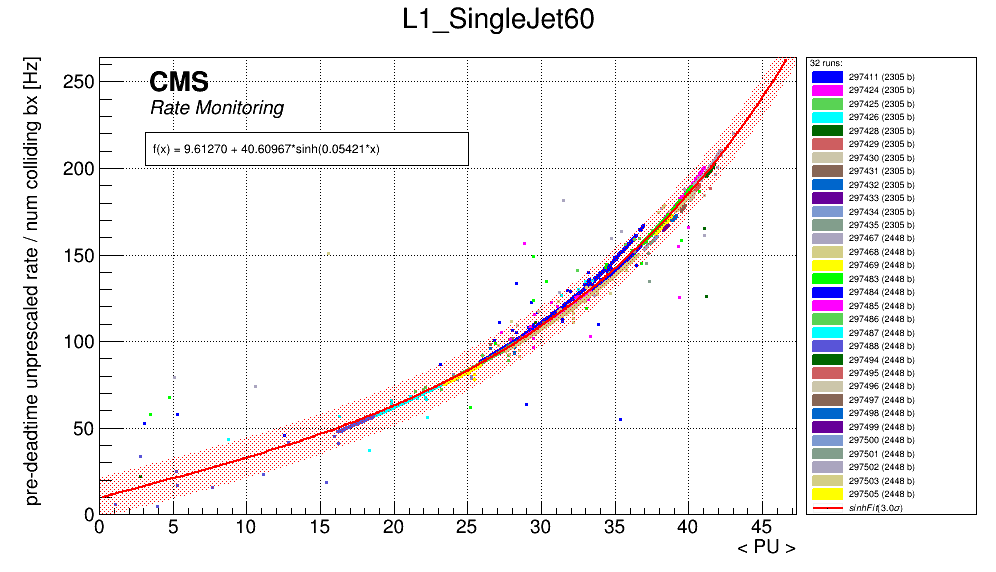 L1_SingleJet60
pre-deadtime unprescaled rate / num colliding bx [Hz]
CMS
Rate Monitoring
f(x) = 9.61270 + 40.60967*sinh(0.05421*x)
250
200
150
100
50
0
0 5 10 15 20 25 30 35 40 45
< PU >
32 runs:
297411 (2305 b)
297424 (2305 b)
297425 (2305 b)
297426 (2305 b)
297428 (2305 b)
297429 (2305 b)
297430 (2305 b)
297431 (2305 b)
297432 (2305 b)
297433 (2305 b)
297434 (2305 b)
297435 (2305 b)
297467 (2448 b)
297468 (2448 b)
297469 (2448 b)
297483 (2448 b)
297484 (2448 b)
297485 (2448 b)
297486 (2448 b)
297487 (2448 b)
297488 (2448 b)
297494 (2448 b)
297495 (2448 b)
297496 (2448 b)
297497 (2448 b)
297498 (2448 b)
297499 (2448 b)
297500 (2448 b)
297501 (2448 b)
297502 (2448 b)
297503 (2448 b)
297505 (2448 b)
sinhFit(3.0σ)